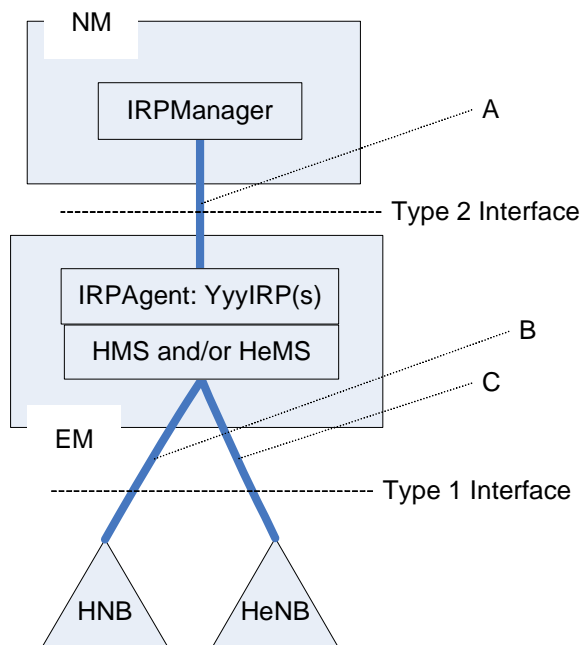 NM
IRPManager
A
Type 2 Interface
IRPAgent: YyyIRP(s)
HMS and/or HeMS
B
C
EM
Type 1 Interface
HNB
HeNB